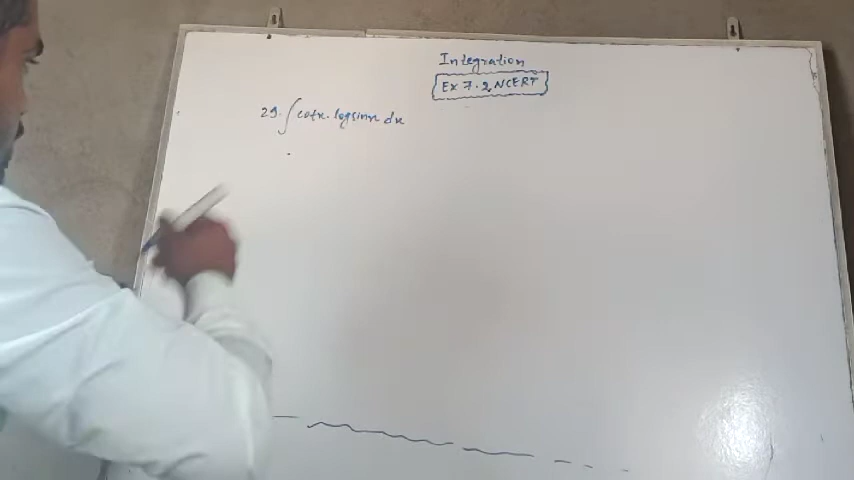 Integration
Ex 7.2 NCERT
29. ∫cotx. logsinx dx